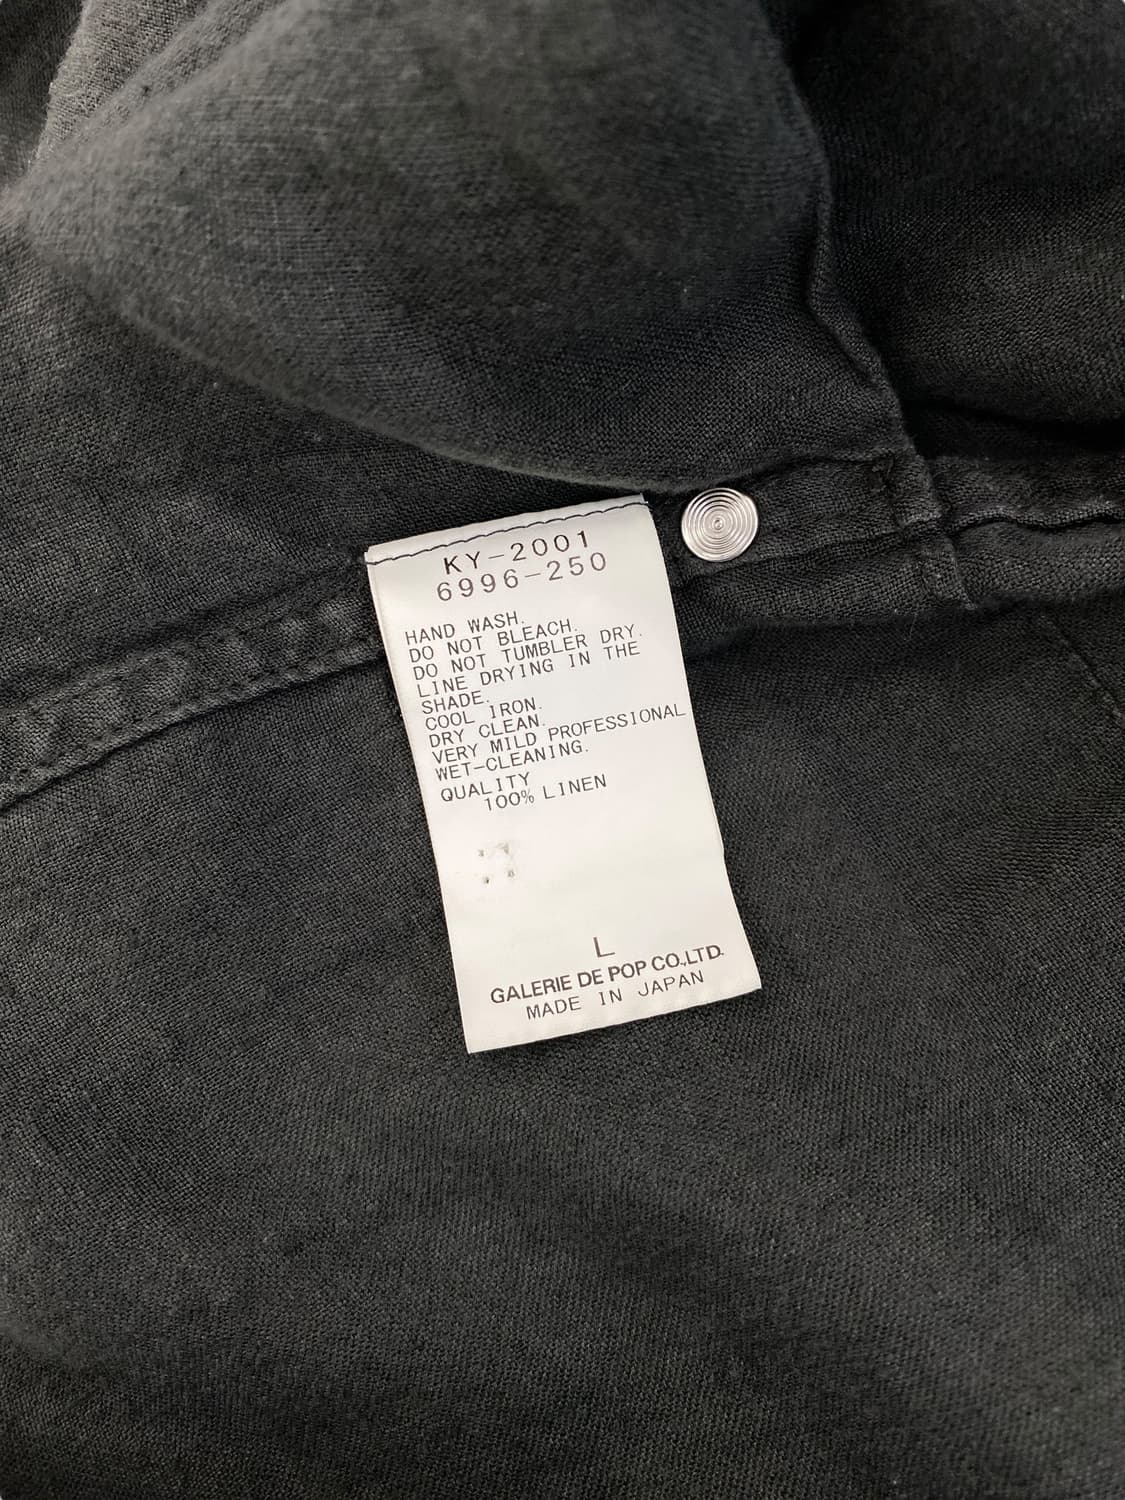 KY-2001
6996-250
HAND WASH.
DO NOT BLEACH.
DO NOT TUMBLER DRY.
LINE DRYING IN THE
SHADE.
COOL IRON.
DRY CLEAN.
VERY MILD PROFESSIONAL
WET-CLEANING.
QUALITY
100% LINEN
L
GALERIE DE POP CO.,LTD.
MADE IN JAPAN